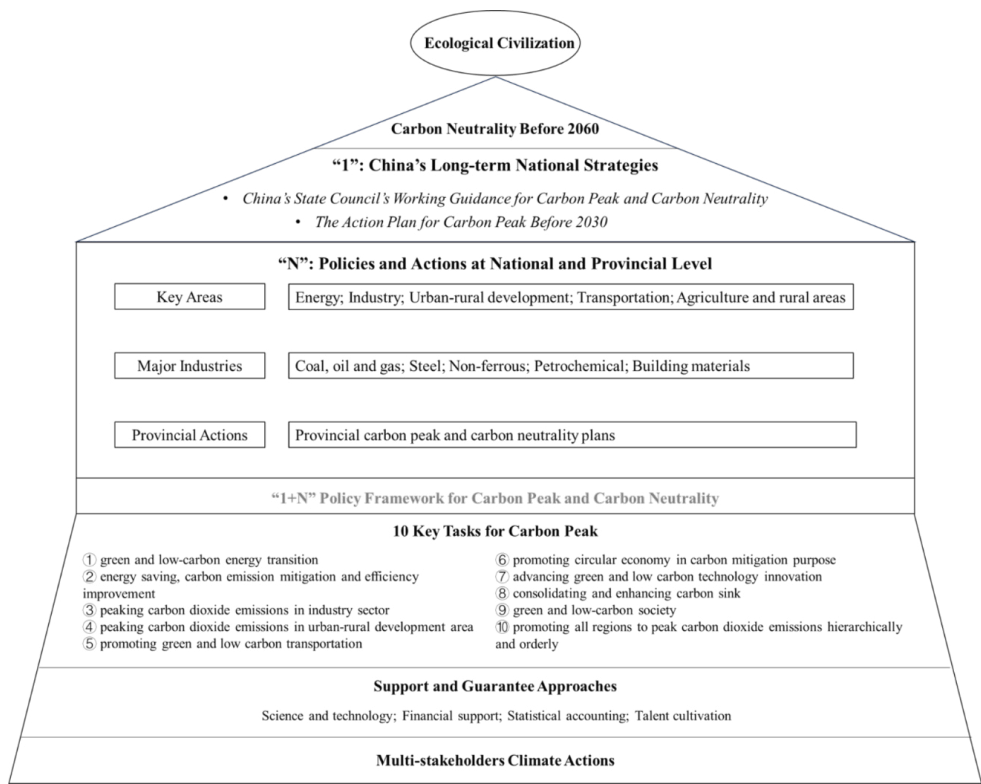 Ecological Civilization
Carbon Neutrality Before 2060
“1”: China’s Long-term National Strategies
• China’s State Council’s Working Guidance for Carbon Peak and Carbon Neutrality
• The Action Plan for Carbon Peak Before 2030
“N”: Policies and Actions at National and Provincial Level
Key Areas
Energy; Industry; Urban-rural development; Transportation; Agriculture and rural areas
Major Industries
Coal, oil and gas; Steel; Non-ferrous; Petrochemical; Building materials
Provincial Actions
Provincial carbon peak and carbon neutrality plans
“1+N” Policy Framework for Carbon Peak and Carbon Neutrality
10 Key Tasks for Carbon Peak
① green and low-carbon energy transition
② energy saving, carbon emission mitigation and efficiency
improvement
③ peaking carbon dioxide emissions in industry sector
④ peaking carbon dioxide emissions in urban-rural development area
⑤ promoting green and low carbon transportation
⑥ promoting circular economy in carbon mitigation purpose
⑦ advancing green and low carbon technology innovation
⑧ consolidating and enhancing carbon sink
⑨ green and low-carbon society
⑩ promoting all regions to peak carbon dioxide emissions hierarchically
and orderly
Support and Guarantee Approaches
Science and technology; Financial support; Statistical accounting; Talent cultivation
Multi-stakeholders Climate Actions